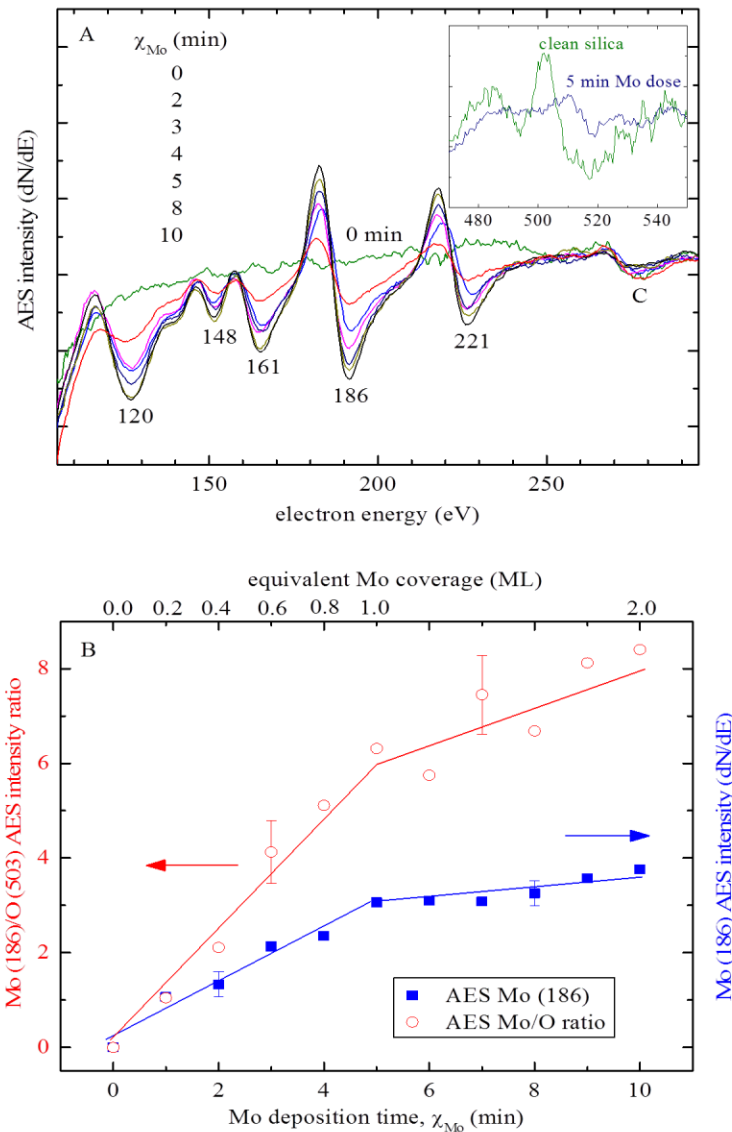 A
χMo (min)
0
2
3
4
5
8
10
clean silica
5 min Mo dose
480 500 520 540
0 min
C
148
161
221
186
120
AES intensity (dN/dE)
150 200 250
electron energy (eV)
equivalent Mo coverage (ML)
0.0 0.2 0.4 0.6 0.8 1.0 2.0
B
8
6
4
2
0
Mo (186)/O (503) AES intensity ratio
Mo (186) AES intensity (dN/dE)
AES Mo (186)
AES Mo/O ratio
0 2 4 6 8 10
Mo deposition time, χMo (min)